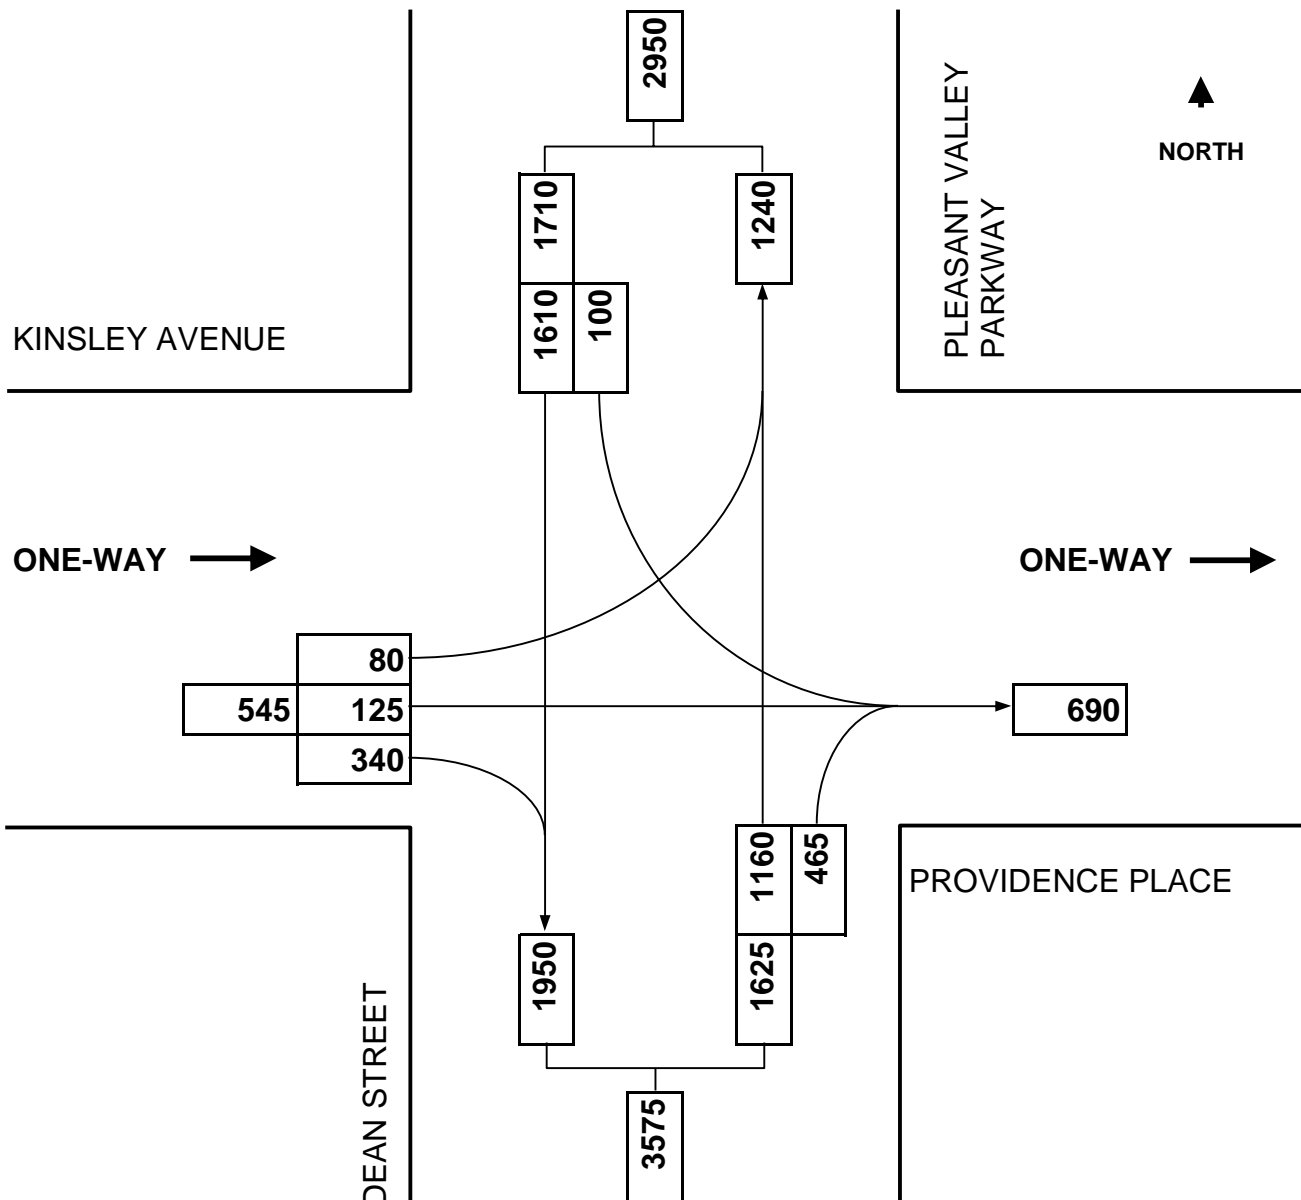 2950
PLEASANT VALLEY
PARKWAY
NORTH
1710
1240
1610
100
KINSLEY AVENUE
ONE-WAY
ONE-WAY
80
545
125
690
340
1160
465
PROVIDENCE PLACE
1950
1625
DEAN STREET
3575